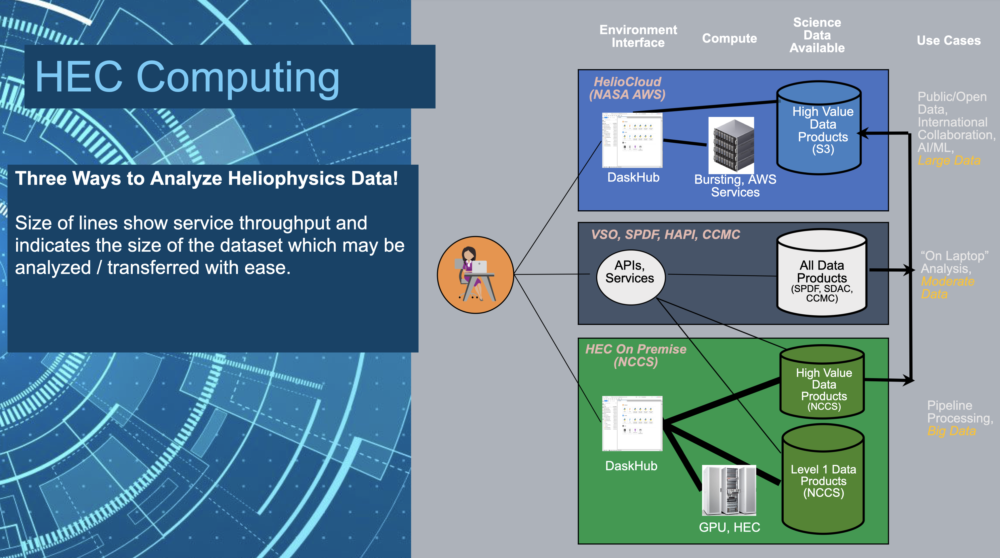 HEC Computing
Three Ways to Analyze Heliophysics Data!
Size of lines show service throughput and
indicates the size of the dataset which may be
analyzed / transferred with ease.
Environment
Interface
Compute
Science
Data
Available
Use Cases
HelioCloud
(NASA AWS)
DaskHub
Bursting, AWS
Services
High Value
Data
Products
(S3)
Public/Open
Data,
International
Collaboration,
AI/ML,
Large Data
VSO, SPDF, HAPI, CCMC
APIs,
Services
All Data
Products
(SPDF, SDAC,
CCMC)
“On Laptop”
Analysis,
Moderate
Data
HEC On Premise
(NCCS)
DaskHub
GPU, HEC
High Value
Data
Products
(NCCS)
Level 1 Data
Products
(NCCS)
Pipeline
Processing,
Big Data